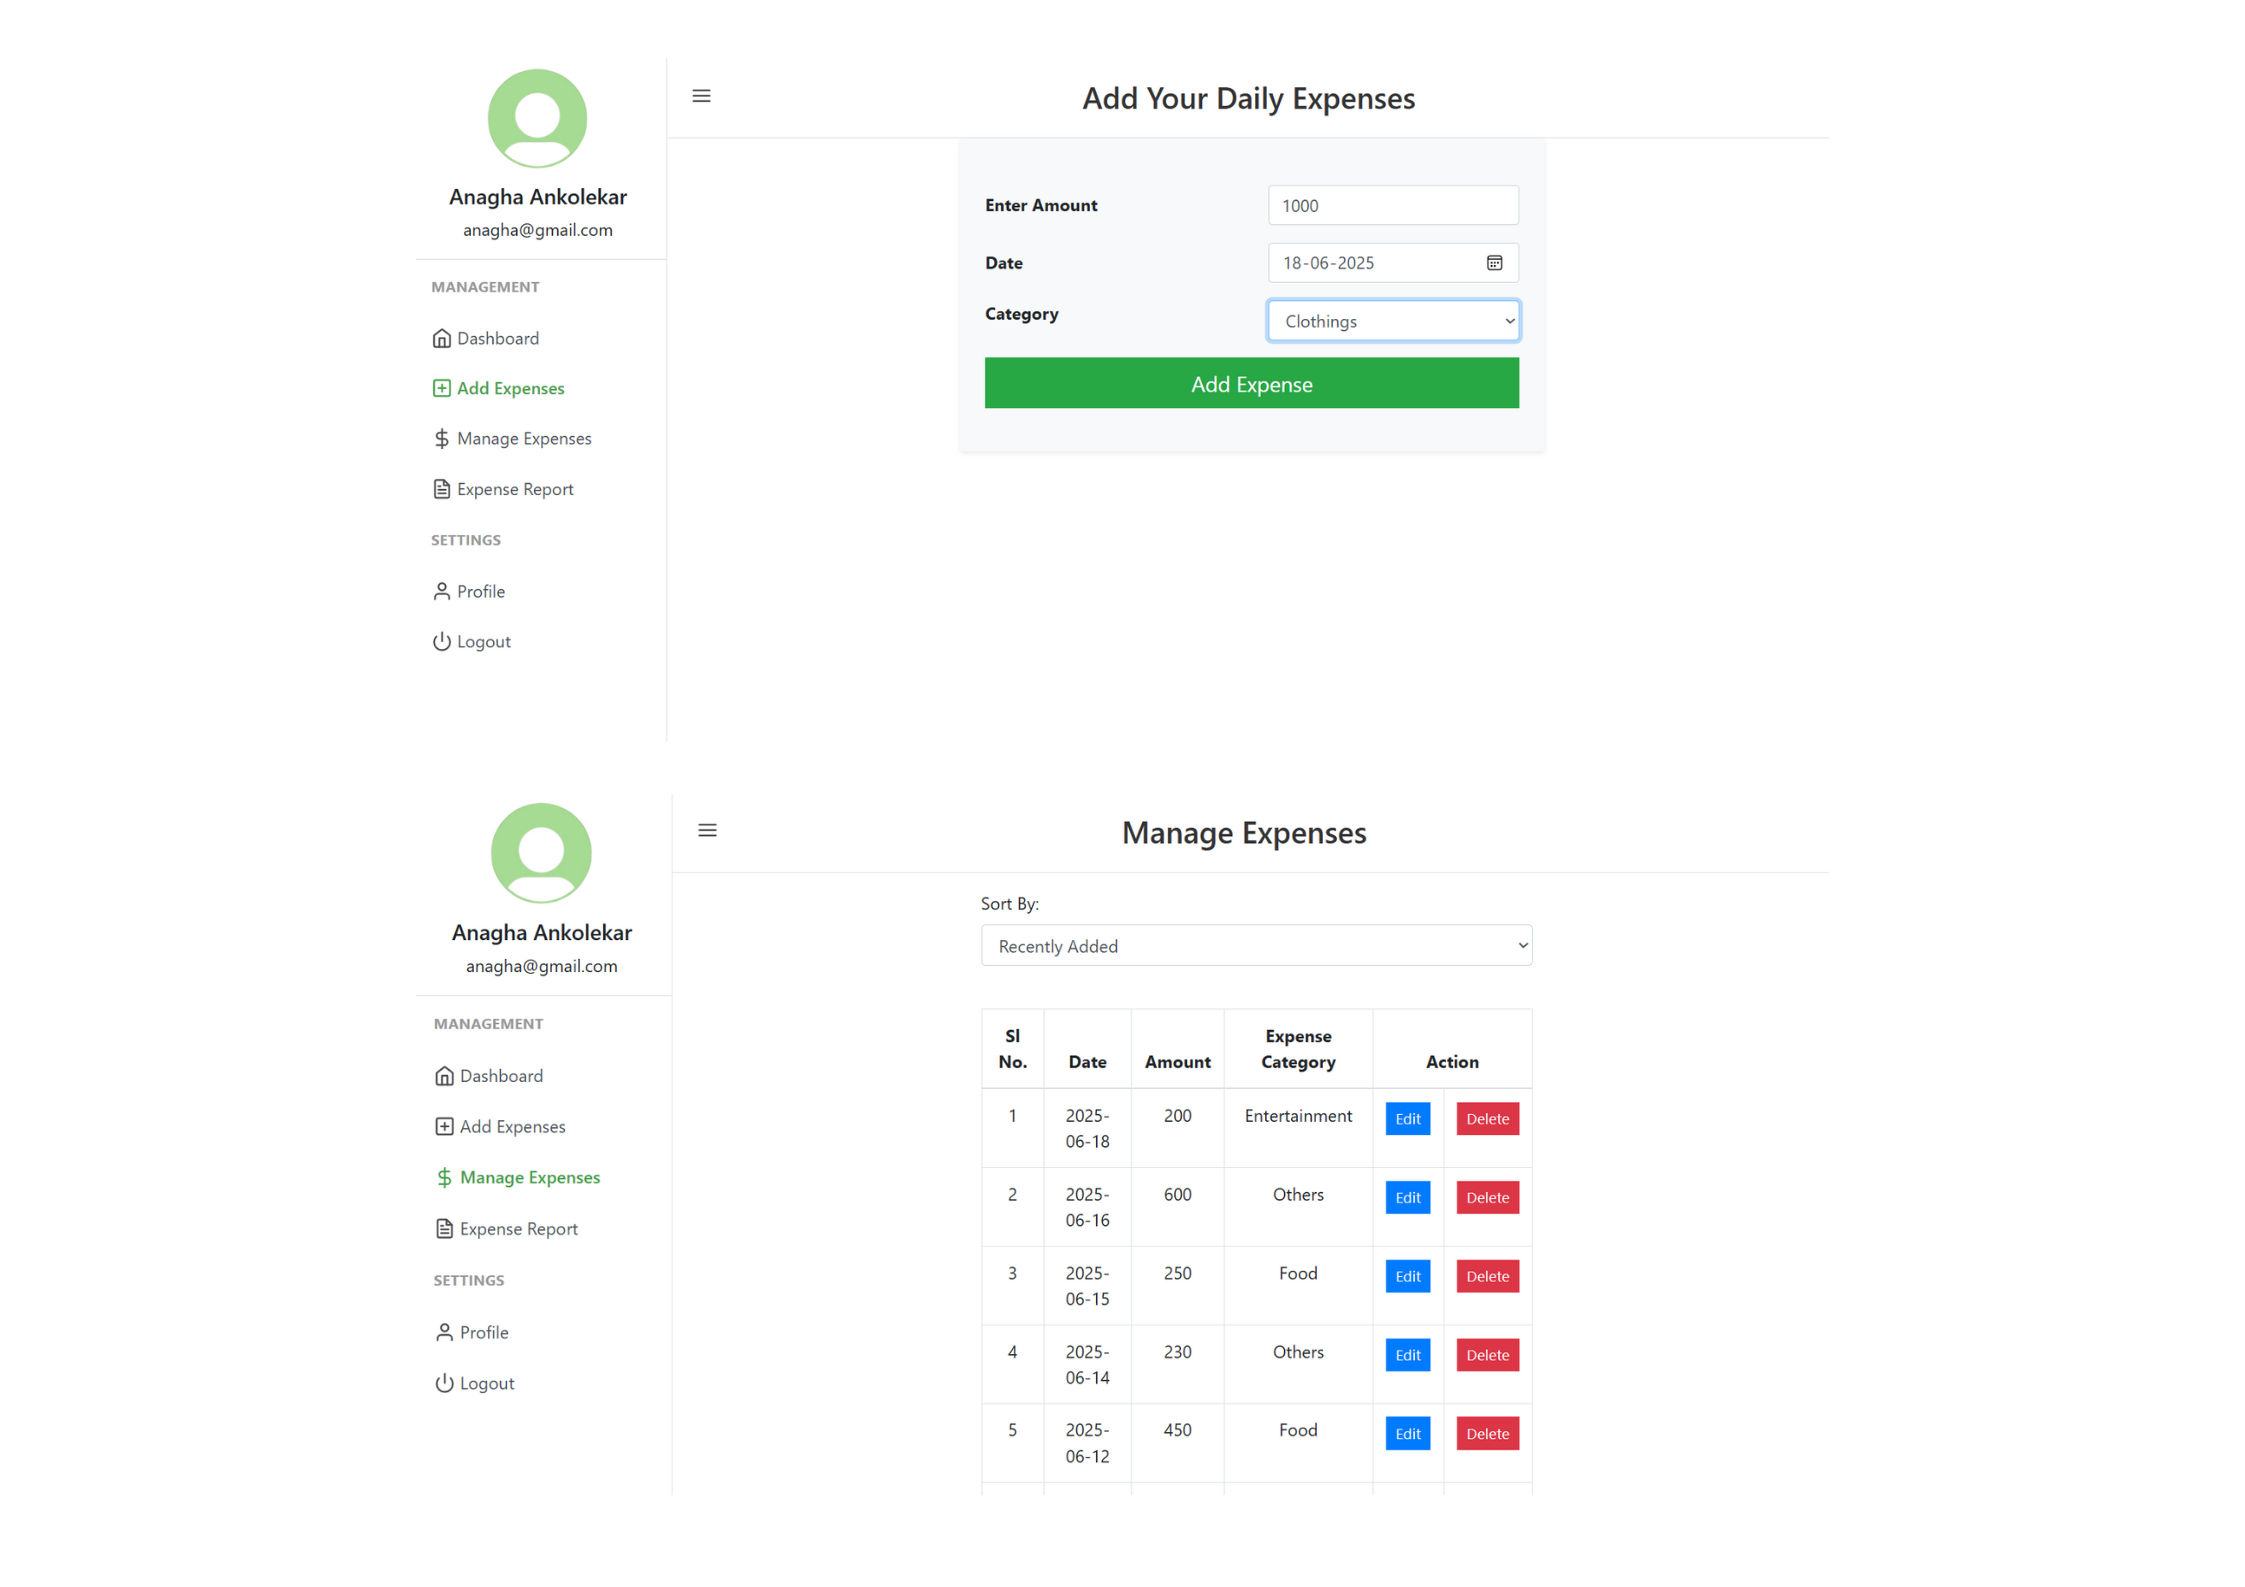 Anagha Ankolekar
anagha@gmail.com
MANAGEMENT
Dashboard
Add Expenses
Manage Expenses
Expense Report
SETTINGS
Profile
Logout
Add Your Daily Expenses
Enter Amount 1000
Date 18-06-2025
Category Clothings
Add Expense
Anagha Ankolekar
anagha@gmail.com
MANAGEMENT
Dashboard
Add Expenses
Manage Expenses
Expense Report
SETTINGS
Profile
Logout
Manage Expenses
Sort By:
Recently Added
Sl Expense
No. Date Amount Category Action
1 2025- 200 Entertainment Edit Delete
06-18
2 2025- 600 Others Edit Delete
06-16
3 2025- 250 Food Edit Delete
06-15
4 2025- 230 Others Edit Delete
06-14
5 2025- 450 Food Edit Delete
06-12